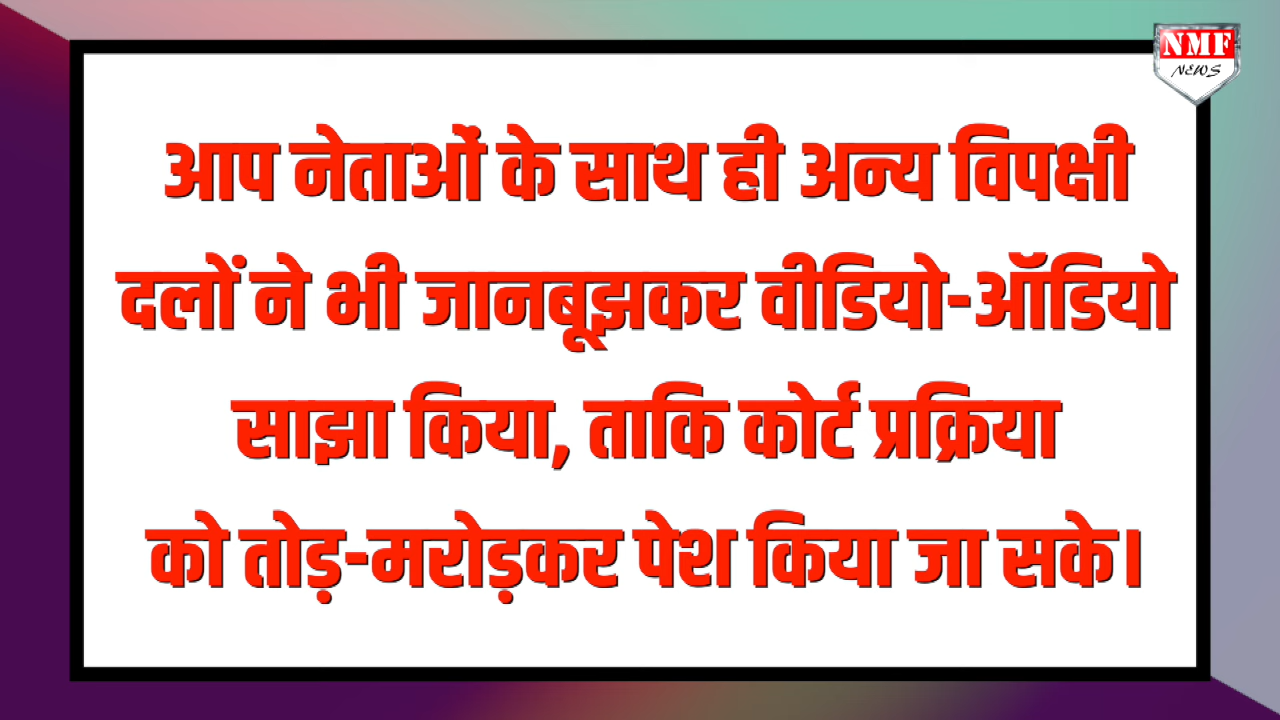 NMF
NEWS
आप नेताओं के साथ ही अन्य विपक्षी
दलों ने भी जानबूझकर वीडियो-ऑडियो
साझा किया, ताकि कोर्ट प्रक्रिया
को तोड़-मरोड़कर पेश किया जा सके।